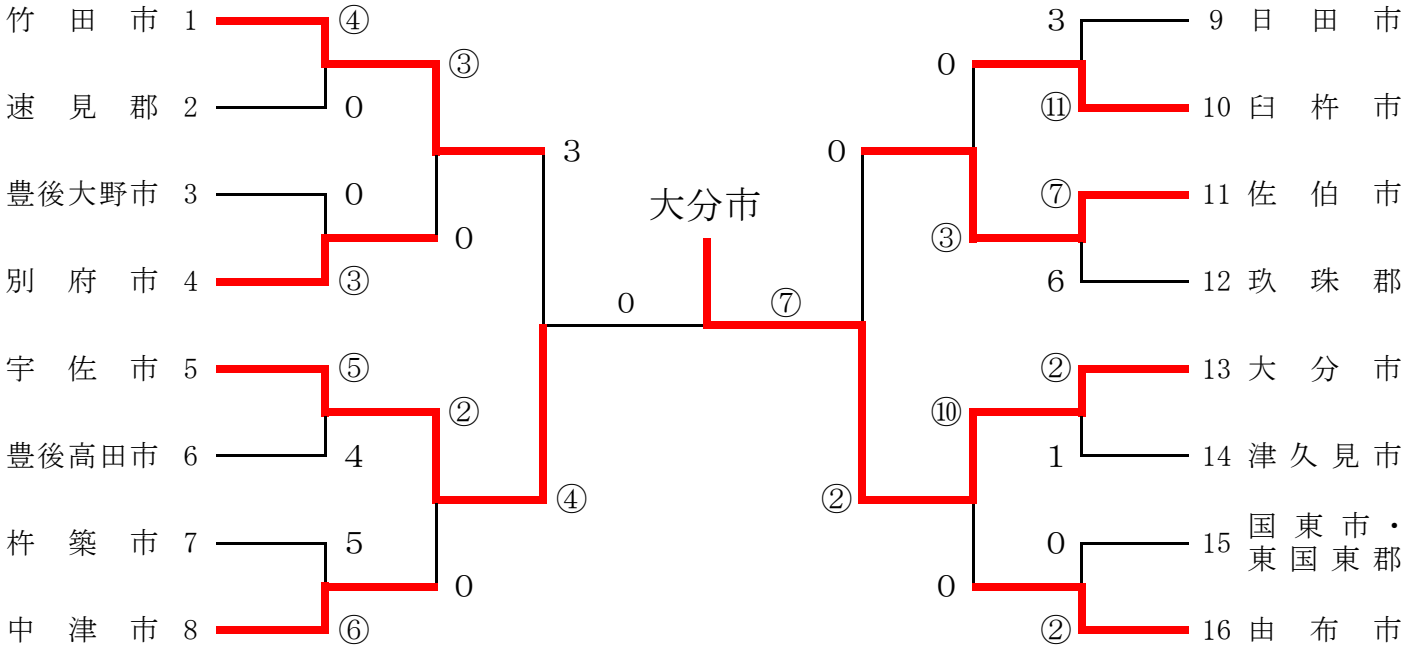 竹田市 1 ④
速見郡 2 0
③
豊後大野市 3 0
別府市 4 ③
0
3
宇佐市 5 ⑤
豊後高田市 6 4
②
杵築市 7 5
中津市 8 ⑥
0
④
0
大分市
⑦
3 9 日田市
⑪ 10 臼杵市
0
⑦ 11 佐伯市
6 12 玖珠郡
③
0
② 13 大分市
1 14 津久見市
⑩
0 15 国東市・
東国東郡
② 16 由布市
0
②